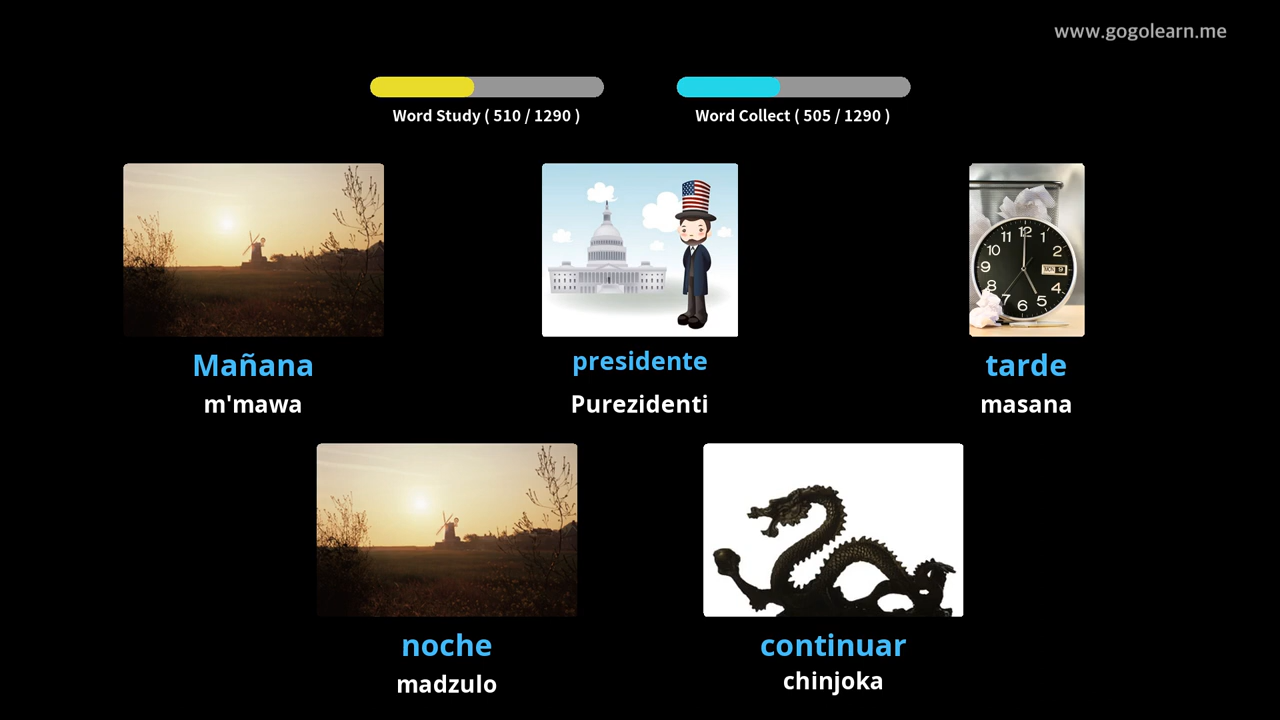 www.gogolearn.me
Word Study ( 510 / 1290 )
Word Collect ( 505 / 1290 )
Mañana
m'mawa
presidente
Purezidenti
tarde
masana
noche
madzulo
continuar
chinjoka